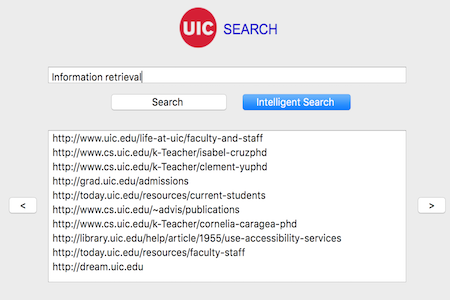 UIC SEARCH
Information retrieval
Search Intelligent Search
http://www.uic.edu/life-at-uic/faculty-and-staff
http://www.cs.uic.edu/k-Teacher/isabel-cruzphd
http://www.cs.uic.edu/k-Teacher/clement-yuphd
http://grad.uic.edu/admissions
http://today.uic.edu/resources/current-students
http://www.cs.uic.edu/~advis/publications
http://www.cs.uic.edu/k-Teacher/cornelia-caragea-phd
http://library.uic.edu/help/article/1955/use-accessibility-services
http://today.uic.edu/resources/faculty-staff
http://dream.uic.edu
< >